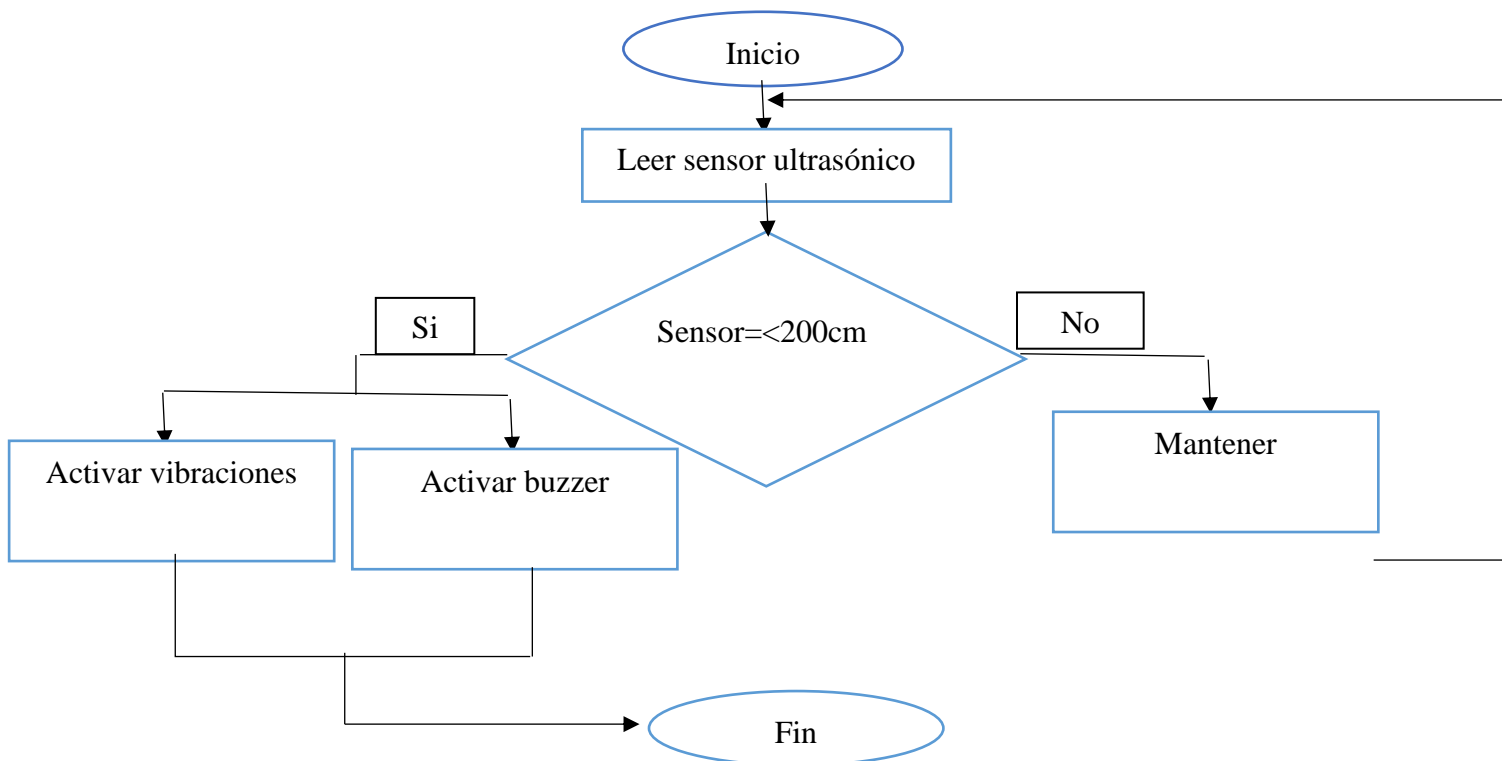 Inicio
Leer sensor ultrasónico
Sensor=<200cm
Si
No
Activar vibraciones
Activar buzzer
Mantener
Fin